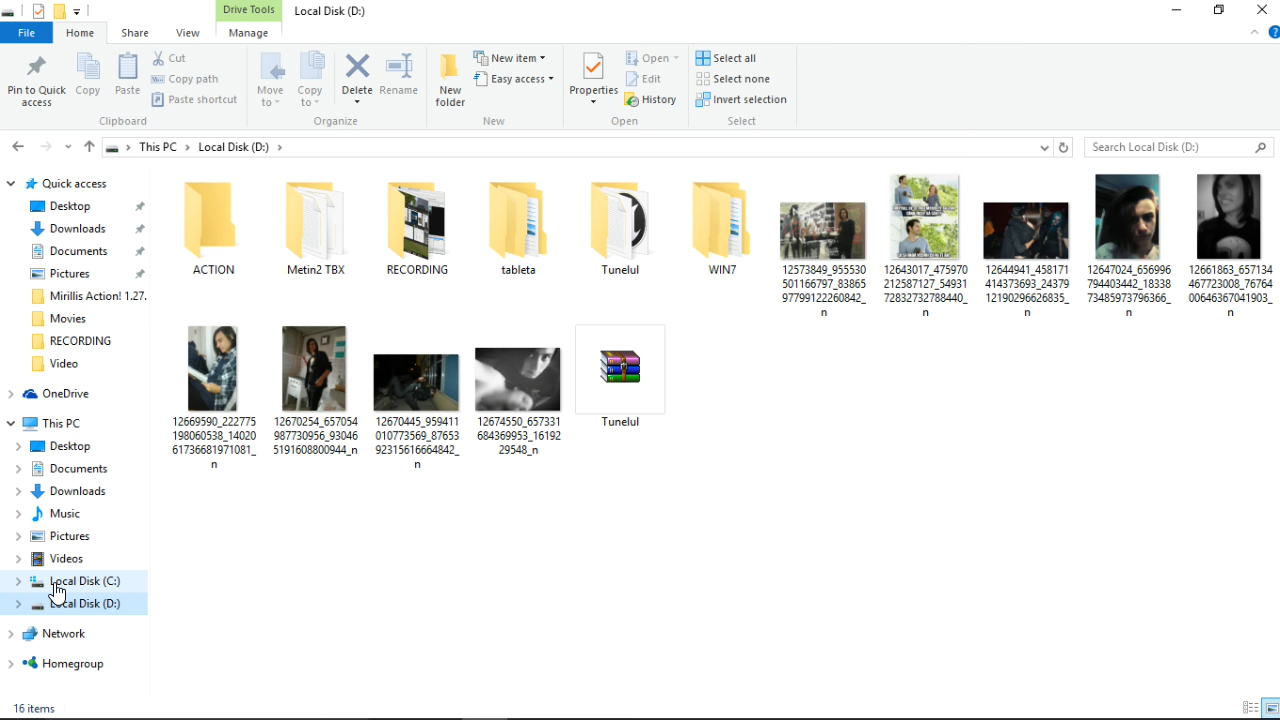 Drive Tools Local Disk (D:)
File Home Share View Manage
Pin to Quick access
Copy
Paste
Cut
Copy path
Paste shortcut
Clipboard
Move to
Copy to
Delete
Rename
Organize
New folder
New item
Easy access
New
Properties
Open
Edit
History
Open
Select all
Select none
Invert selection
Select
This PC › Local Disk (D:) ›
Search Local Disk (D:)
Quick access
Desktop
Downloads
Documents
Pictures
Mirillis Action! 1.27.
Movies
RECORDING
Video
OneDrive
This PC
Desktop
Documents
Downloads
Music
Pictures
Videos
Local Disk (C:)
Local Disk (D:)
Network
Homegroup
ACTION
Metin2 TBX
RECORDING
tableta
Tunelul
WIN7
12573849_955530
501166797_83865
97799122260842_
n
12643017_475970
212587127_54931
72832732788440_
n
12644941_458171
414373693_24379
12190296626835_
n
12647024_656996
794403442_18338
73485973796366_
n
12661863_657134
467723008_76764
00646367041903_
n
12669590_222775
198060538_14020
61736681971081_
n
12670254_657054
987730956_93046
5191608800944_n
12670445_959411
010773569_87653
92315616664842_
n
12674550_657331
684369953_16192
29548_n
Tunelul
16 items